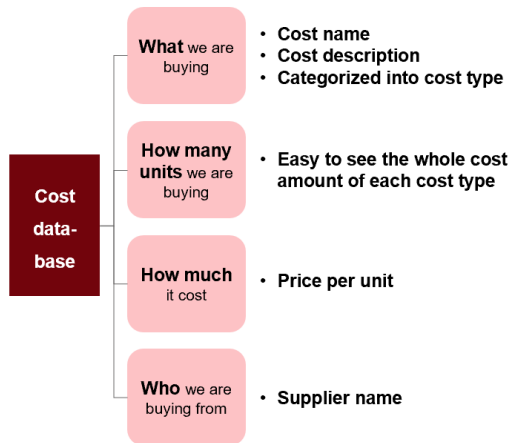 Cost
data-
base
What we are
buying
• Cost name
• Cost description
• Categorized into cost type
How many
units we are
buying
• Easy to see the whole cost
amount of each cost type
How much
it cost
• Price per unit
Who we are
buying from
• Supplier name